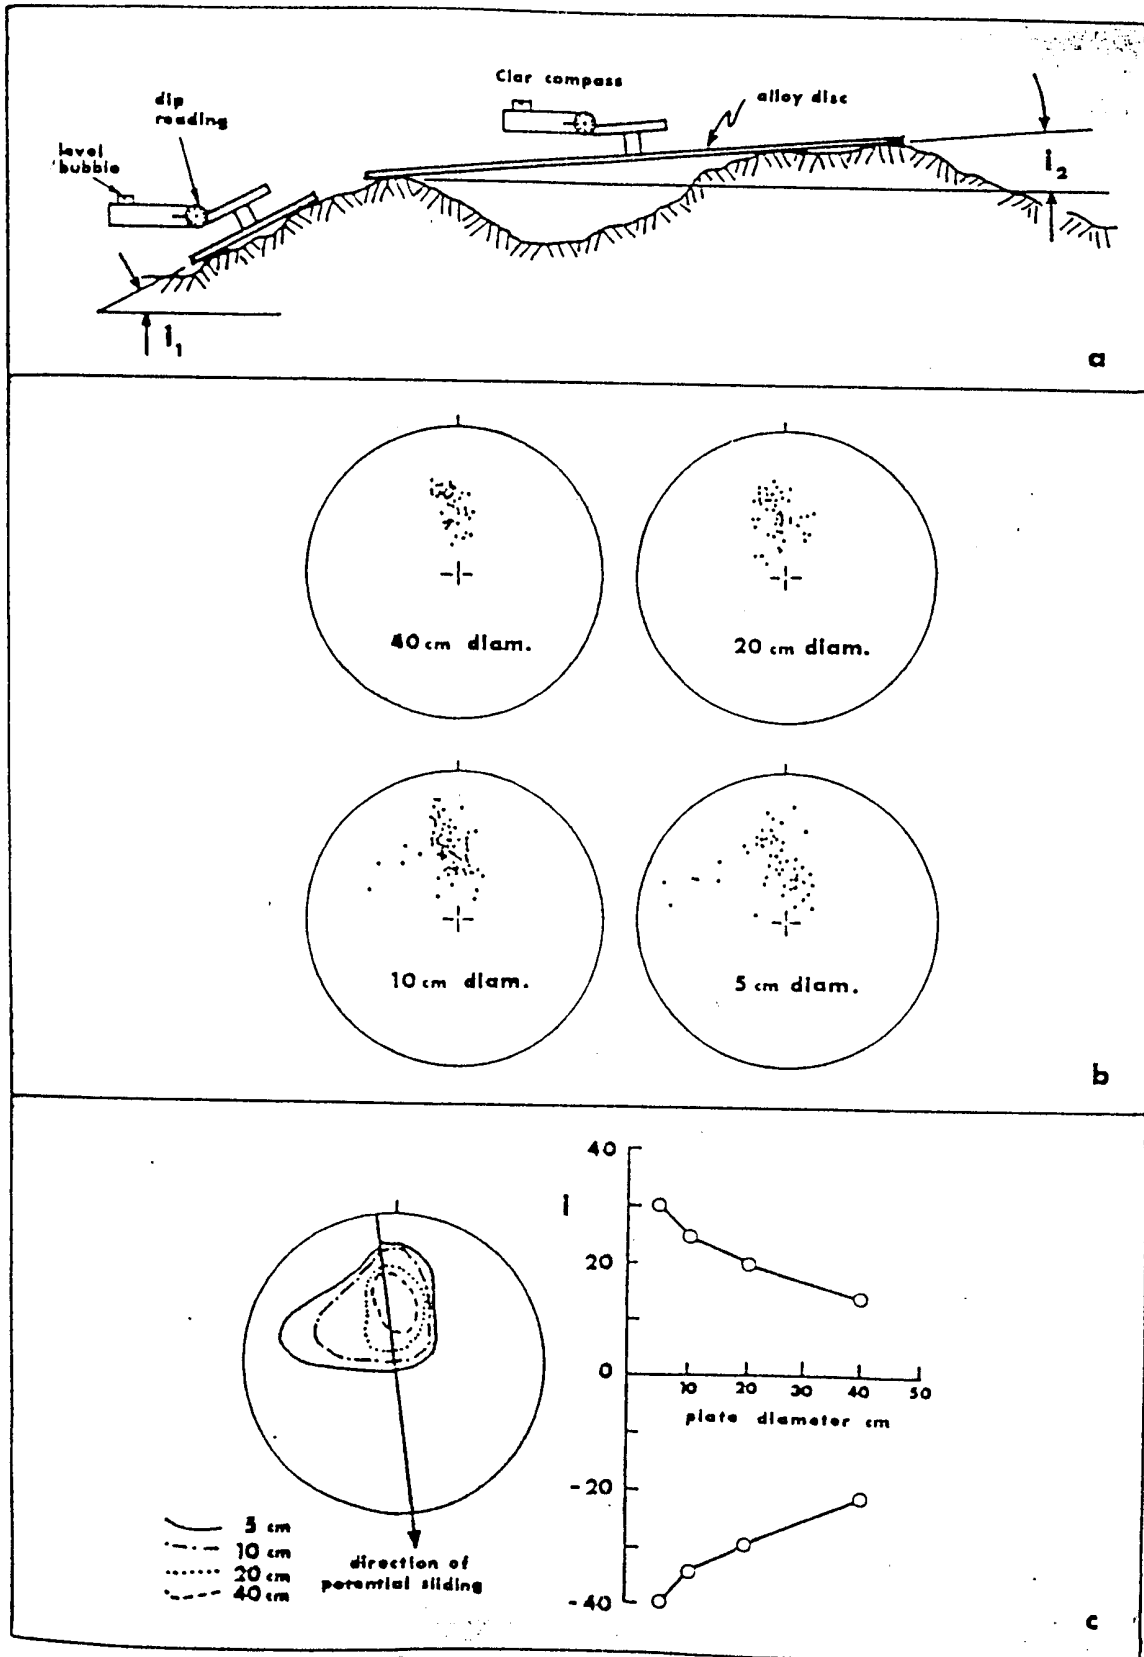 Clar compass
alloy disc
dip
reading
level
bubble
i₂
i₁
a
40 cm diam.
20 cm diam.
10 cm diam.
5 cm diam.
b
40
i
20
0
10 20 30 40 50
plate diameter cm
-20
-40
5 cm
10 cm
20 cm
40 cm
direction of
potential sliding
c